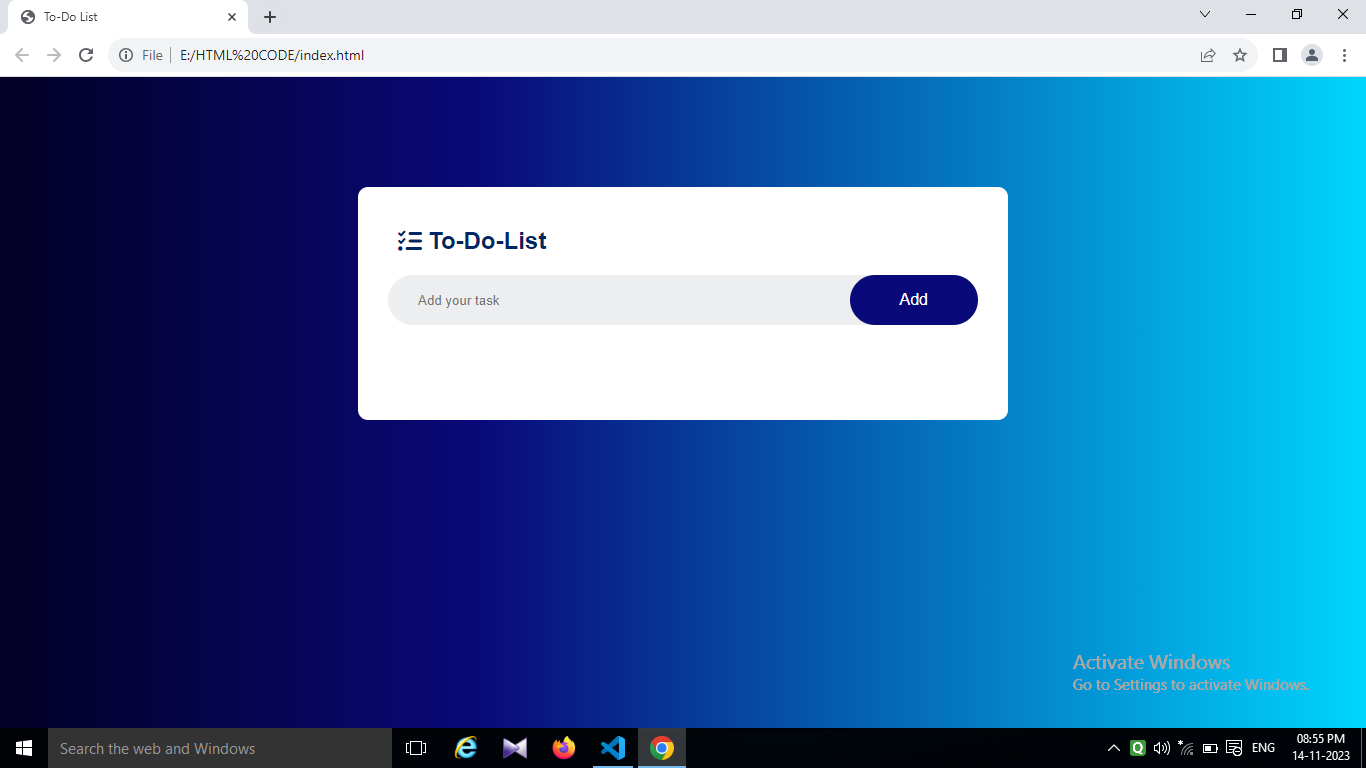 To-Do List
File
E:/HTML%20CODE/index.html
To-Do-List
Add your task
Add
Activate Windows
Go to Settings to activate Windows.
Search the web and Windows
Q
ENG
08:55 PM
14-11-2023